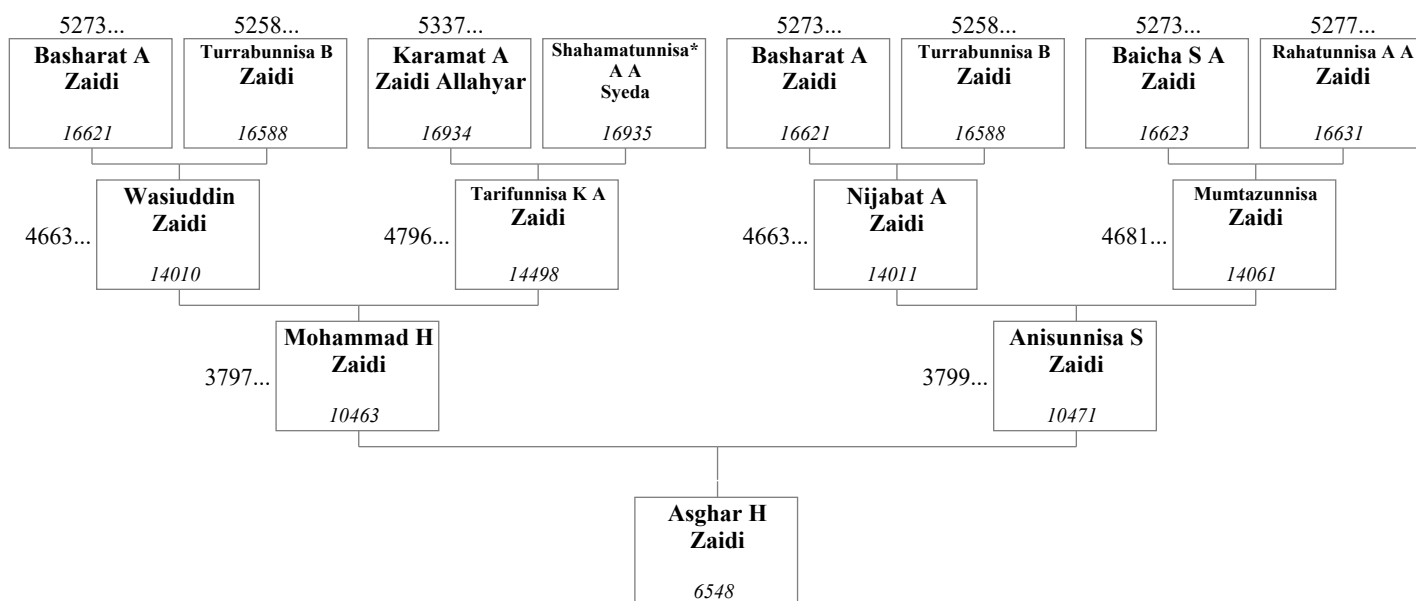 5273... 5258... 5337... 5273... 5258... 5273... 5277...
Basharat A
Zaidi
16621
Turrabunnisa B
Zaidi
16588
Karamat A
Zaidi Allahyar
16934
Shahamatunnisa*
A A
Syeda
16935
Basharat A
Zaidi
16621
Turrabunnisa B
Zaidi
16588
Baicha S A
Zaidi
16623
Rahatunnisa A A
Zaidi
16631
4663...
Wasiuddin
Zaidi
14010
4796...
Tarifunnisa K A
Zaidi
14498
4663...
Nijabat A
Zaidi
14011
4681...
Mumtazunnisa
Zaidi
14061
3797...
Mohammad H
Zaidi
10463
3799...
Anisunnisa S
Zaidi
10471
Asghar H
Zaidi
6548